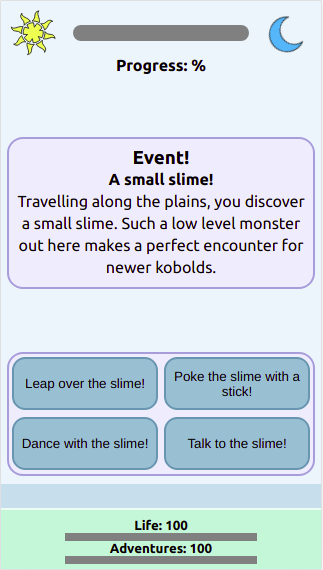 Progress: %
Event!
A small slime!
Travelling along the plains, you discover
a small slime. Such a low level monster
out here makes a perfect encounter for
newer kobolds.
Leap over the slime!
Poke the slime with a
stick!
Dance with the slime!
Talk to the slime!
Life: 100
Adventures: 100